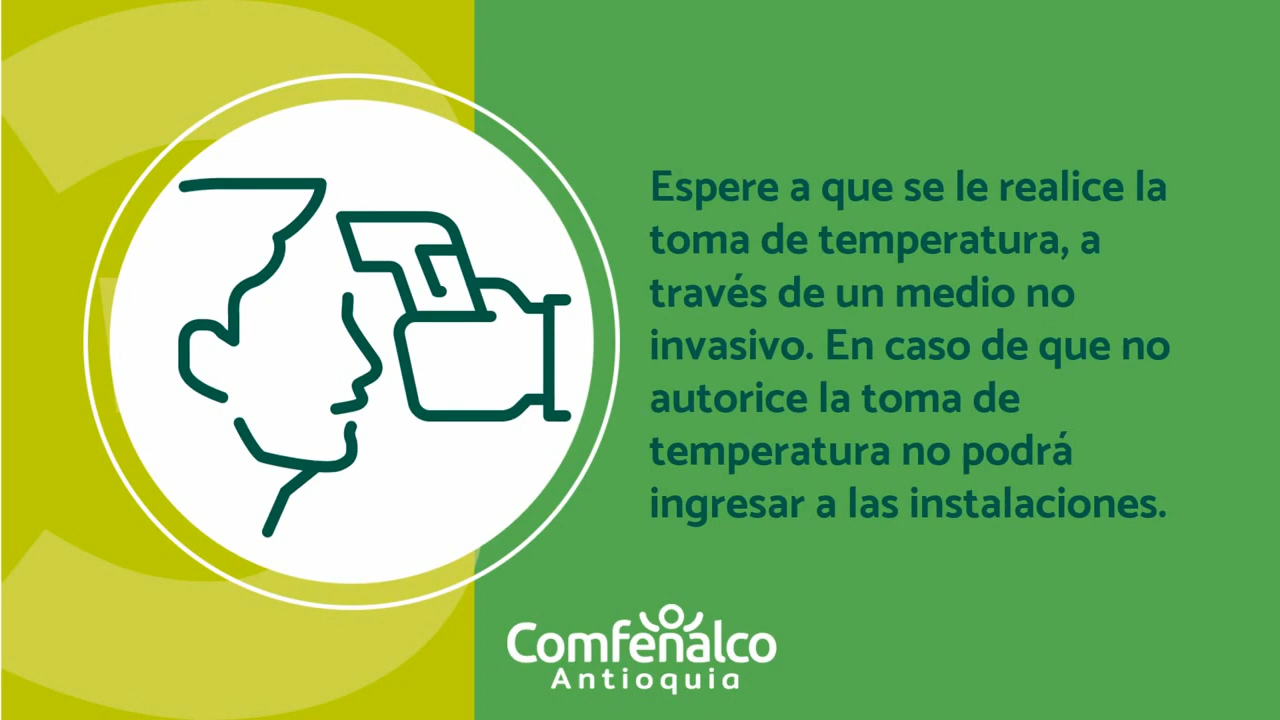 Espere a que se le realice la
toma de temperatura, a
través de un medio no
invasivo. En caso de que no
autorice la toma de
temperatura no podrá
ingresar a las instalaciones.
Comfenalco
Antioquia